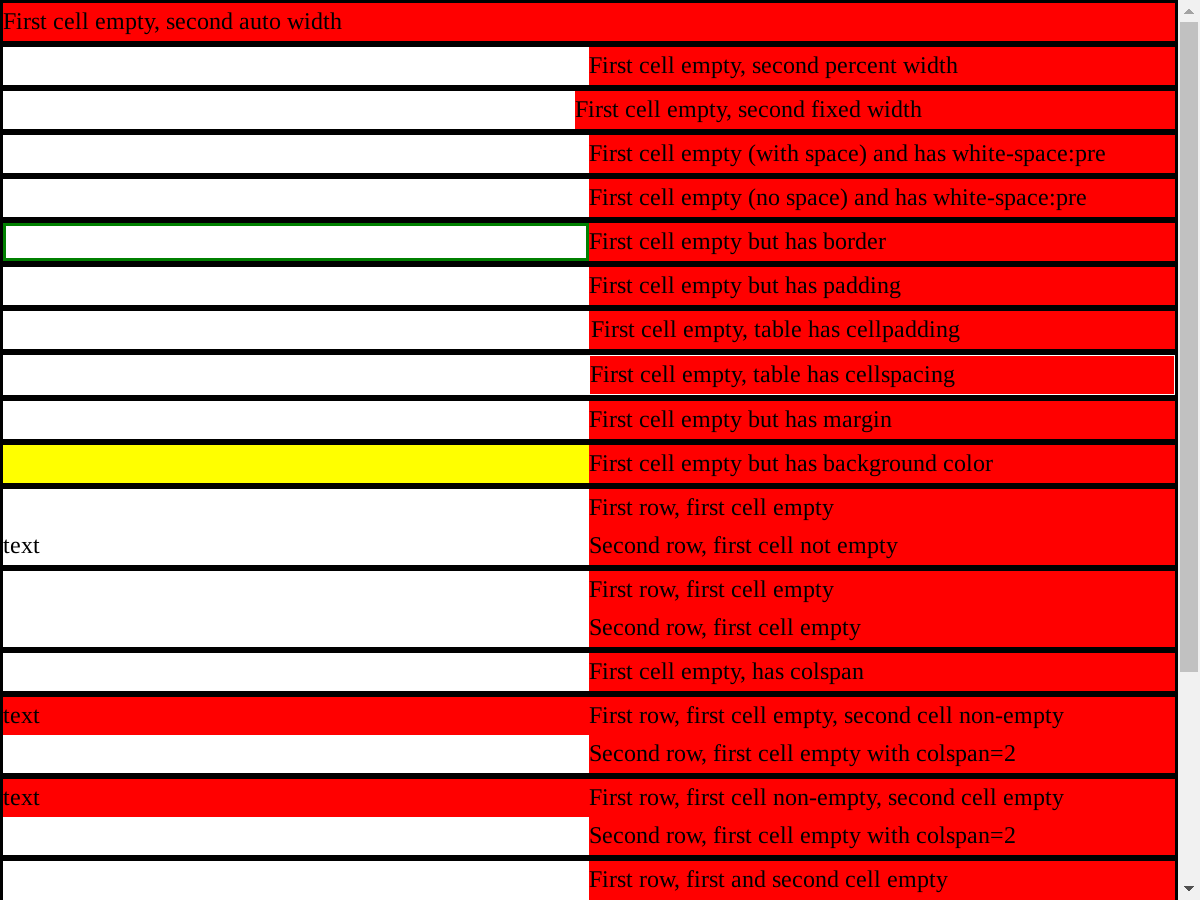 First cell empty, second auto width
First cell empty, second percent width
First cell empty, second fixed width
First cell empty (with space) and has white-space:pre
First cell empty (no space) and has white-space:pre
First cell empty but has border
First cell empty but has padding
First cell empty, table has cellpadding
First cell empty, table has cellspacing
First cell empty but has margin
First cell empty but has background color
First row, first cell empty
text Second row, first cell not empty
First row, first cell empty
Second row, first cell empty
First cell empty, has colspan
text First row, first cell empty, second cell non-empty
Second row, first cell empty with colspan=2
text First row, first cell non-empty, second cell empty
Second row, first cell empty with colspan=2
First row, first and second cell empty